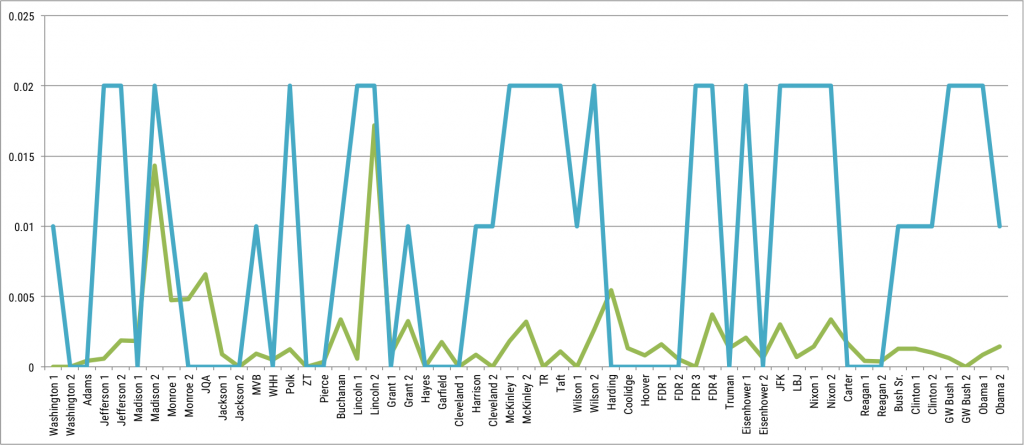 0.025
0.02
0.015
0.01
0.005
0
Washington 1
Washington 2
Adams
Jefferson 1
Jefferson 2
Madison 1
Madison 2
Monroe 1
Monroe 2
JQA
Jackson 1
Jackson 2
MVB
WHH
Polk
ZT
Pierce
Buchanan
Lincoln 1
Lincoln 2
Grant 1
Grant 2
Hayes
Garfield
Cleveland 1
Harrison
Cleveland 2
McKinley 1
McKinley 2
TR
Taft
Wilson 1
Wilson 2
Harding
Coolidge
Hoover
FDR 1
FDR 2
FDR 3
FDR 4
Truman
Eisenhower 1
Eisenhower 2
JFK
LBJ
Nixon 1
Nixon 2
Carter
Reagan 1
Reagan 2
Bush Sr.
Clinton 1
Clinton 2
GW Bush 1
GW Bush 2
Obama 1
Obama 2